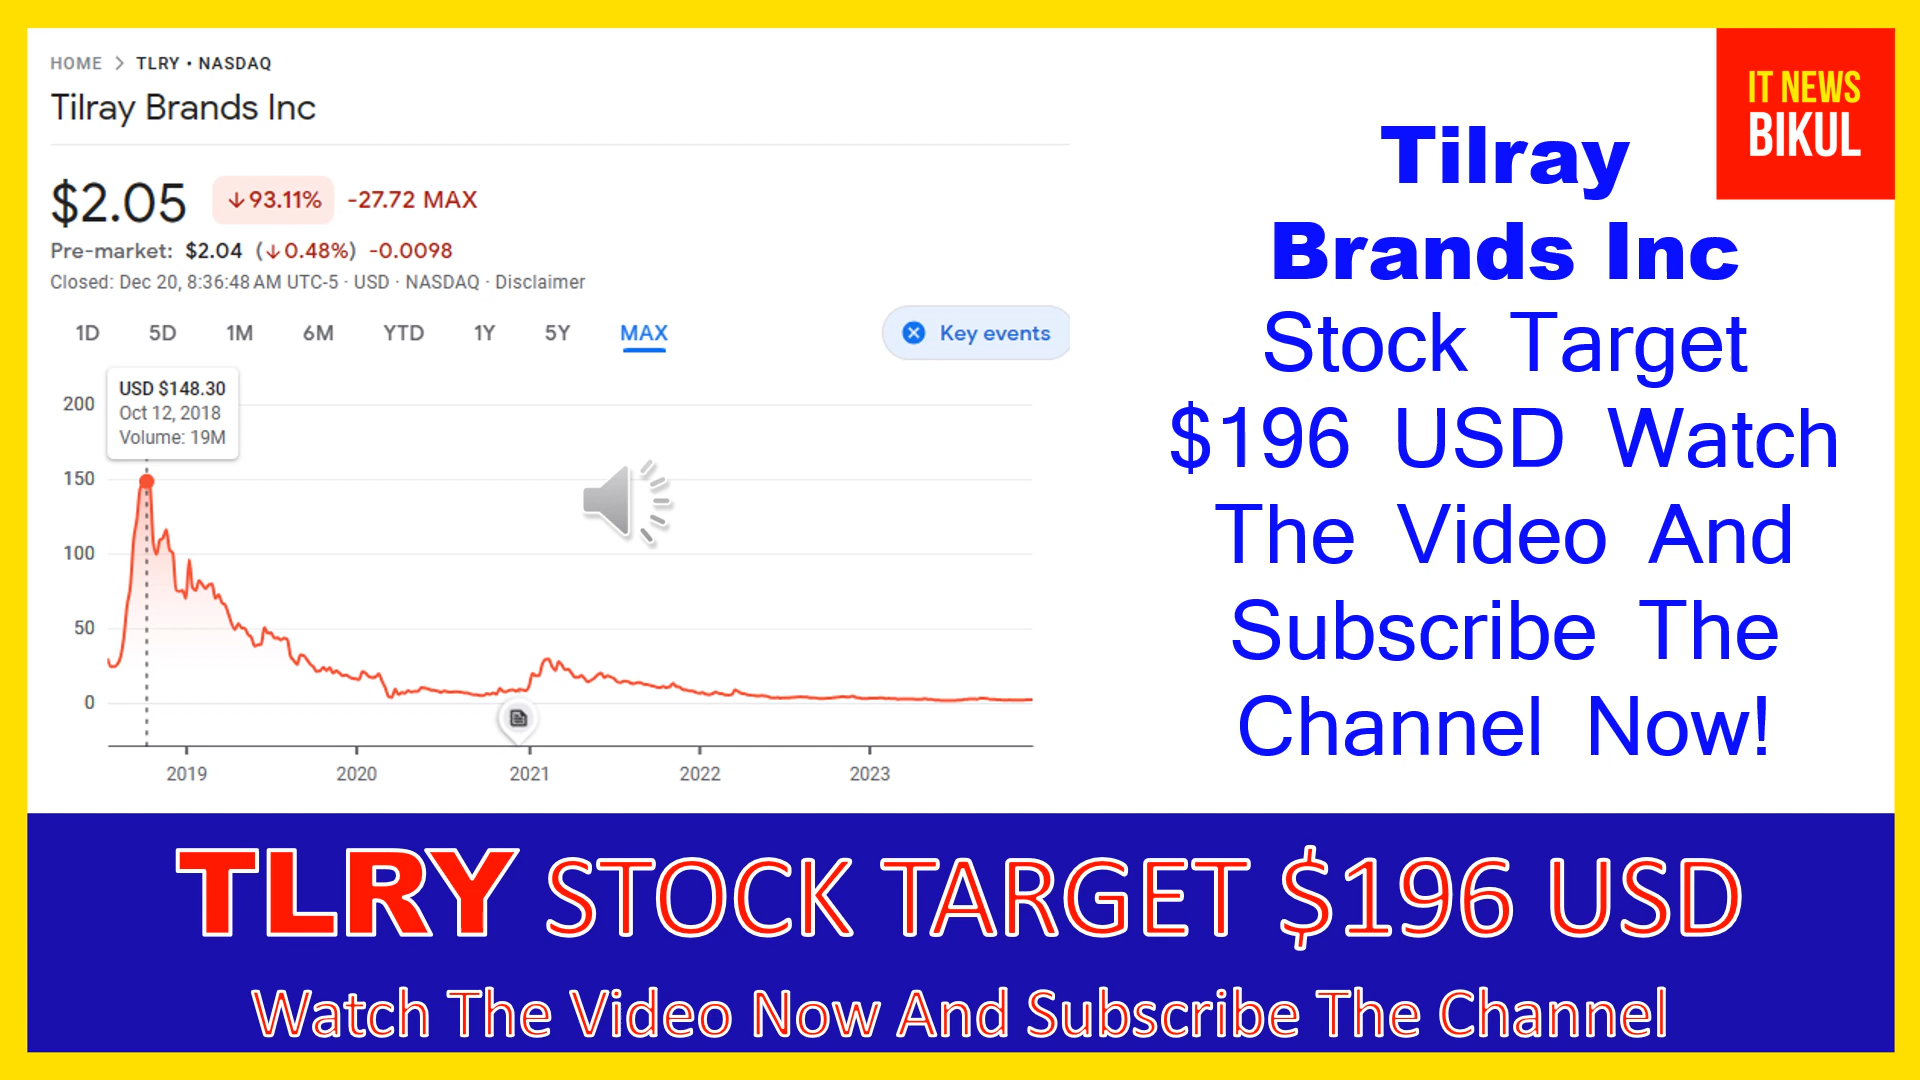 HOME > TLRY • NASDAQ
Tilray Brands Inc
$2.05 ↓93.11% -27.72 MAX
Pre-market: $2.04 (↓0.48%) -0.0098
Closed: Dec 20, 8:36:48 AM UTC-5 · USD · NASDAQ · Disclaimer
1D 5D 1M 6M YTD 1Y 5Y MAX
Key events
USD $148.30
Oct 12, 2018
Volume: 19M
200
150
100
50
0
2019 2020 2021 2022 2023
IT NEWS
BIKUL
Tilray
Brands Inc
Stock Target
$196 USD Watch
The Video And
Subscribe The
Channel Now!
TLRY STOCK TARGET $196 USD
Watch The Video Now And Subscribe The Channel